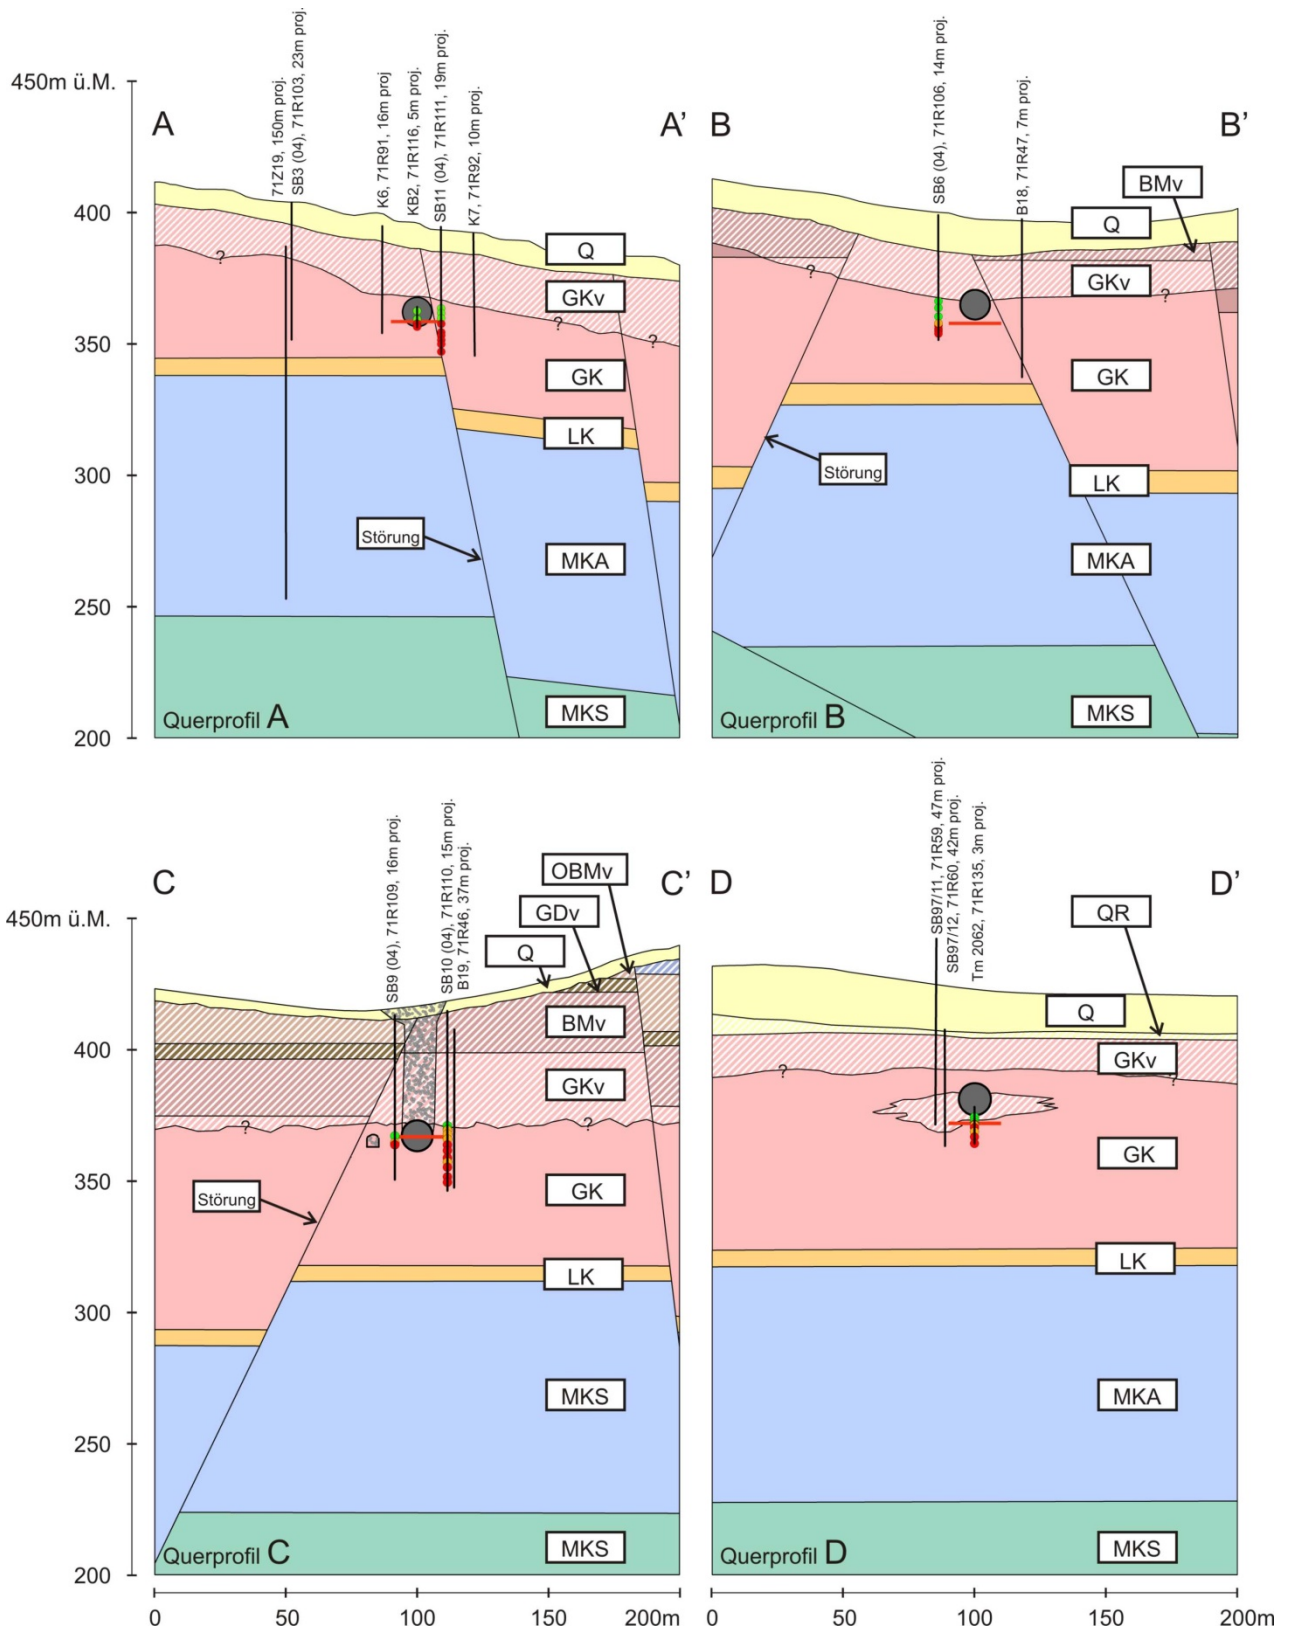 450m ü.M.
400
350
300
250
200
A
A'
71Z19, 150m proj.
SB3 (04), 71R103, 23m proj.
K6, 71R91, 16m proj
KB2, 71R116, 5m proj.
SB11 (04), 71R111, 19m proj.
K7, 71R92, 10m proj.
Q
GKv
?
?
?
GK
LK
Störung
MKA
MKS
Querprofil A
B
B'
SB6 (04), 71R106, 14m proj.
B18, 71R47, 7m proj.
BMv
Q
GKv
?
?
GK
Störung
LK
MKA
MKS
Querprofil B
450m ü.M.
400
350
300
250
200
C
C'
SB9 (04), 71R109, 16m proj.
SB10 (04), 71R110, 15m proj.
B19, 71R46, 37m proj.
OBMv
GDv
Q
BMv
GKv
?
?
GK
Störung
LK
MKS
MKS
Querprofil C
0
50
100
150
200m
D
D'
SB97/11, 71R59, 47m proj.
SB97/12, 71R60, 42m proj.
Tm 2062, 71R135, 3m proj.
QR
Q
GKv
?
?
GK
LK
MKA
MKS
Querprofil D
0
50
100
150
200m